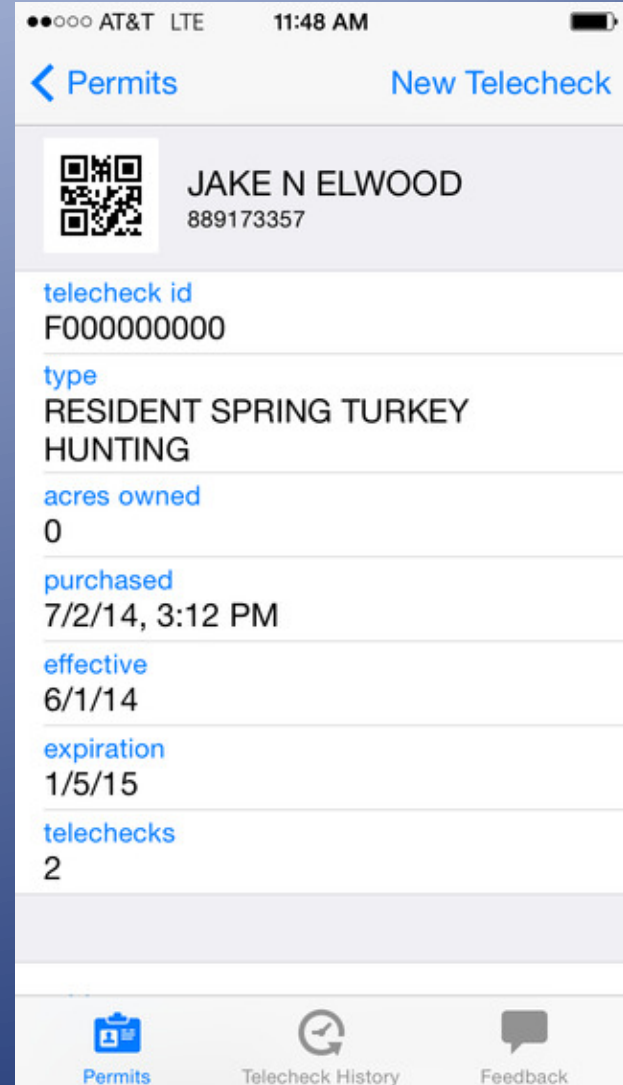 AT&T LTE 11:48 AM
Permits New Telecheck
JAKE N ELWOOD
889173357
telecheck id
F000000000
type
RESIDENT SPRING TURKEY
HUNTING
acres owned
0
purchased
7/2/14, 3:12 PM
effective
6/1/14
expiration
1/5/15
telechecks
2
Permits Telecheck History Feedback